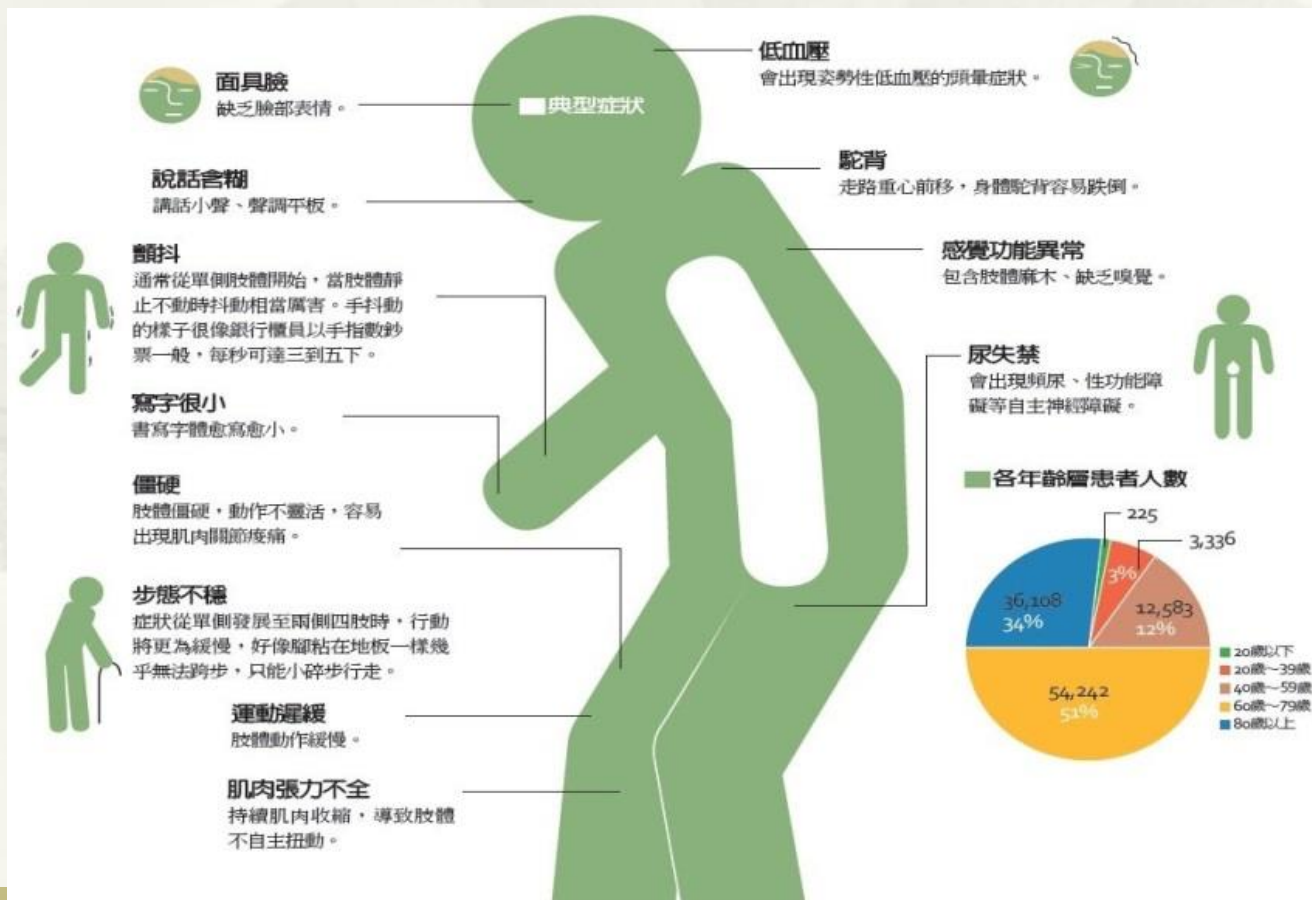 ■典型症狀
面具臉
缺乏臉部表情。
說話含糊
講話小聲、聲調平板。
顫抖
通常從單側肢體開始，當肢體靜
止不動時抖動相當厲害。手抖動
的樣子很像銀行櫃員以手指數鈔
票一般，每秒可達三到五下。
寫字很小
書寫字體愈寫愈小。
僵硬
肢體僵硬，動作不靈活，容易
出現肌肉關節痠痛。
步態不穩
症狀從單側發展至兩側四肢時，行動
將更為緩慢，好像腳粘在地板一樣幾
乎無法跨步，只能小碎步行走。
運動遲緩
肢體動作緩慢。
肌肉張力不全
持續肌肉收縮，導致肢體
不自主扭動。
低血壓
會出現姿勢性低血壓的頭暈症狀。
駝背
走路重心前移，身體駝背容易跌倒。
感覺功能異常
包含肢體麻木、缺乏嗅覺。
尿失禁
會出現頻尿、性功能障
礙等自主神經障礙。
■各年齡層患者人數
225
3,336
3%
12,583
12%
36,108
34%
54,242
51%
20歲以下
20歲～39歲
40歲～59歲
60歲～79歲
80歲以上